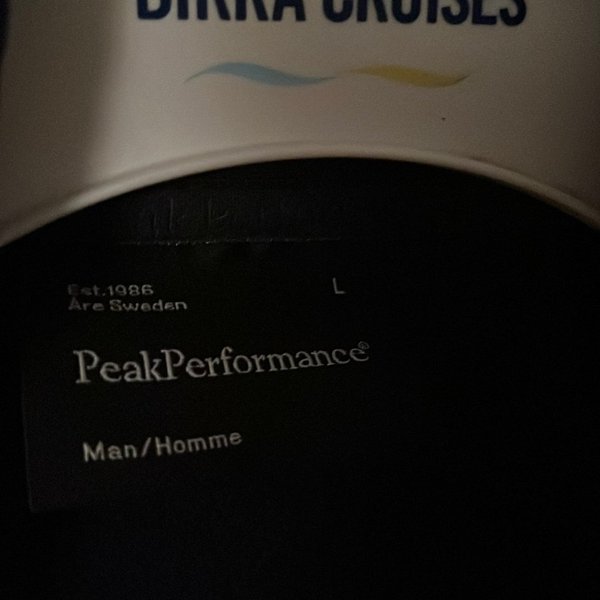 BIRKA CRUISES
Est.1986
Åre Sweden
L
PeakPerformance®
Man/Homme